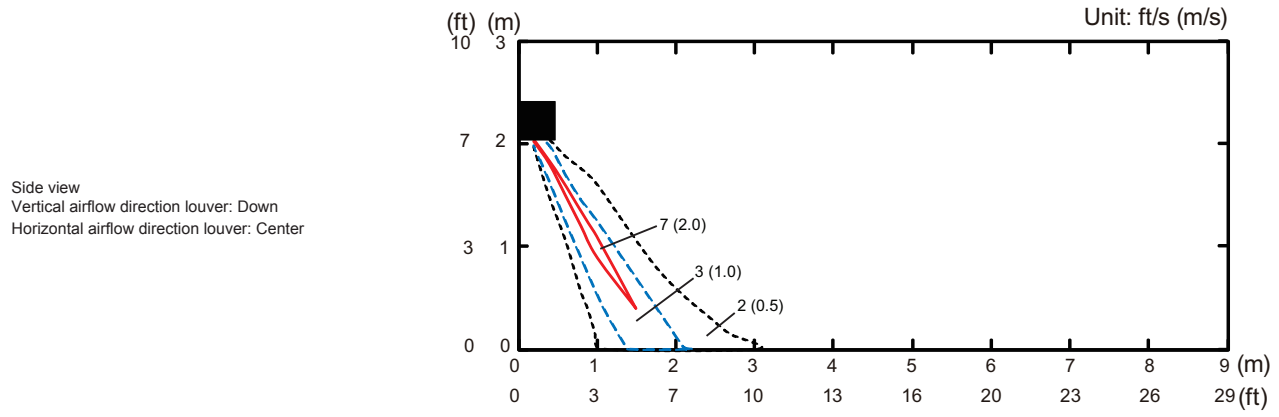 (ft) (m) Unit: ft/s (m/s)
10 3
7 2
Side view
Vertical airflow direction louver: Down
Horizontal airflow direction louver: Center
7 (2.0)
3 1
3 (1.0)
2 (0.5)
0 0
0 1 2 3 4 5 6 7 8 9 (m)
0 3 7 10 13 16 20 23 26 29 (ft)